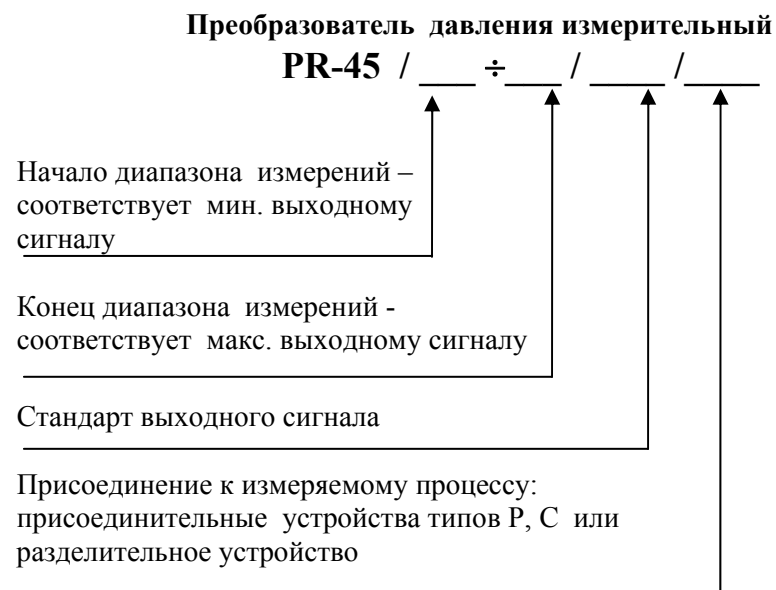 Преобразователь давления измерительный
PR-45 / ___ ÷___ / ____ /____
Начало диапазона измерений –
соответствует мин. выходному
сигналу
Конец диапазона измерений -
соответствует макс. выходному сигналу
Стандарт выходного сигнала
Присоединение к измеряемому процессу:
присоединительные устройства типов P, C или
разделительное устройство